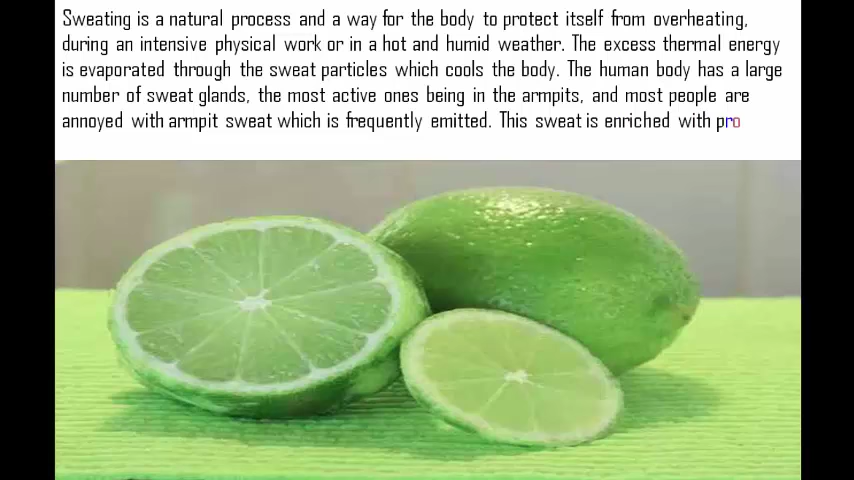 Sweating is a natural process and a way for the body to protect itself from overheating,
during an intensive physical work or in a hot and humid weather. The excess thermal energy
is evaporated through the sweat particles which cools the body. The human body has a large
number of sweat glands, the most active ones being in the armpits, and most people are
annoyed with armpit sweat which is frequently emitted. This sweat is enriched with pro